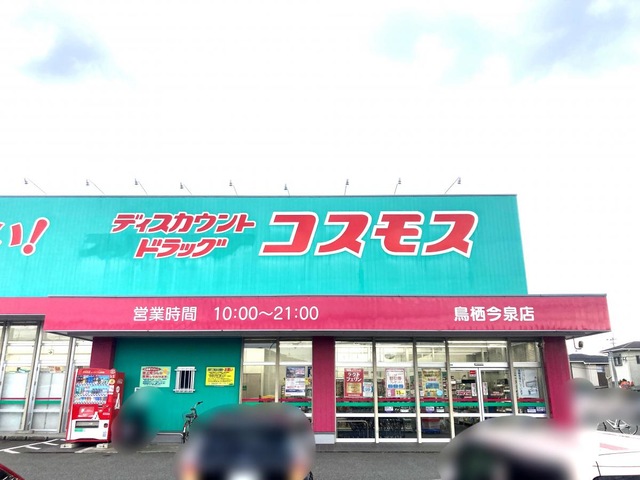 い!
ディスカウント
ドラッグ
コスモス
営業時間 10:00〜21:00
鳥栖今泉店